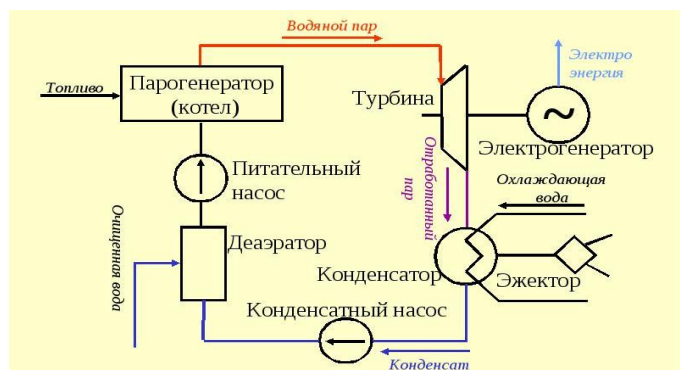 Водяной пар
Электро
энергия
Топливо
Парогенератор
(котел)
Турбина
~
Электрогенератор
Отработанный
пар
Питательный
насос
Охлаждающая
вода
Очищенная вода
Деаэратор
Конденсатор
Эжектор
Конденсатный насос
Конденсат